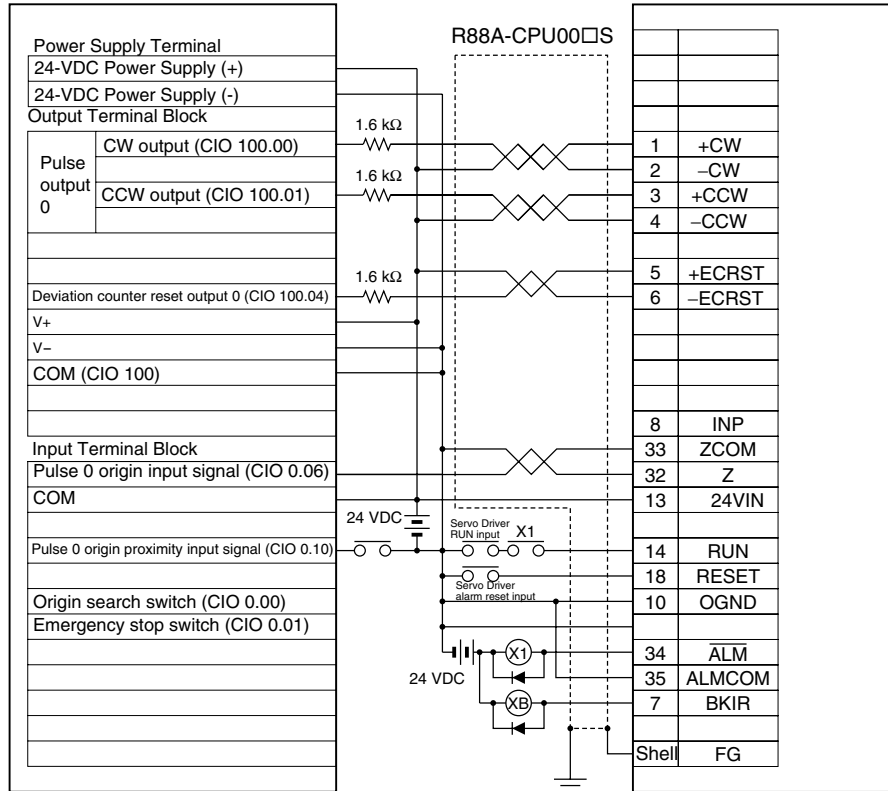 R88A-CPU00□S
Power Supply Terminal
24-VDC Power Supply (+)
24-VDC Power Supply (-)
Output Terminal Block
Pulse output 0
CW output (CIO 100.00)
1.6 kΩ
1 +CW
2 −CW
CCW output (CIO 100.01)
1.6 kΩ
3 +CCW
4 −CCW
5 +ECRST
Deviation counter reset output 0 (CIO 100.04)
1.6 kΩ
6 −ECRST
V+
V−
COM (CIO 100)
8 INP
Input Terminal Block
33 ZCOM
Pulse 0 origin input signal (CIO 0.06)
32 Z
COM
13 24VIN
24 VDC
Servo Driver
RUN input
X1
Pulse 0 origin proximity input signal (CIO 0.10)
14 RUN
18 RESET
Servo Driver
alarm reset input
Origin search switch (CIO 0.00)
10 OGND
Emergency stop switch (CIO 0.01)
X1
34 ALM
24 VDC
35 ALMCOM
XB
7 BKIR
Shell FG